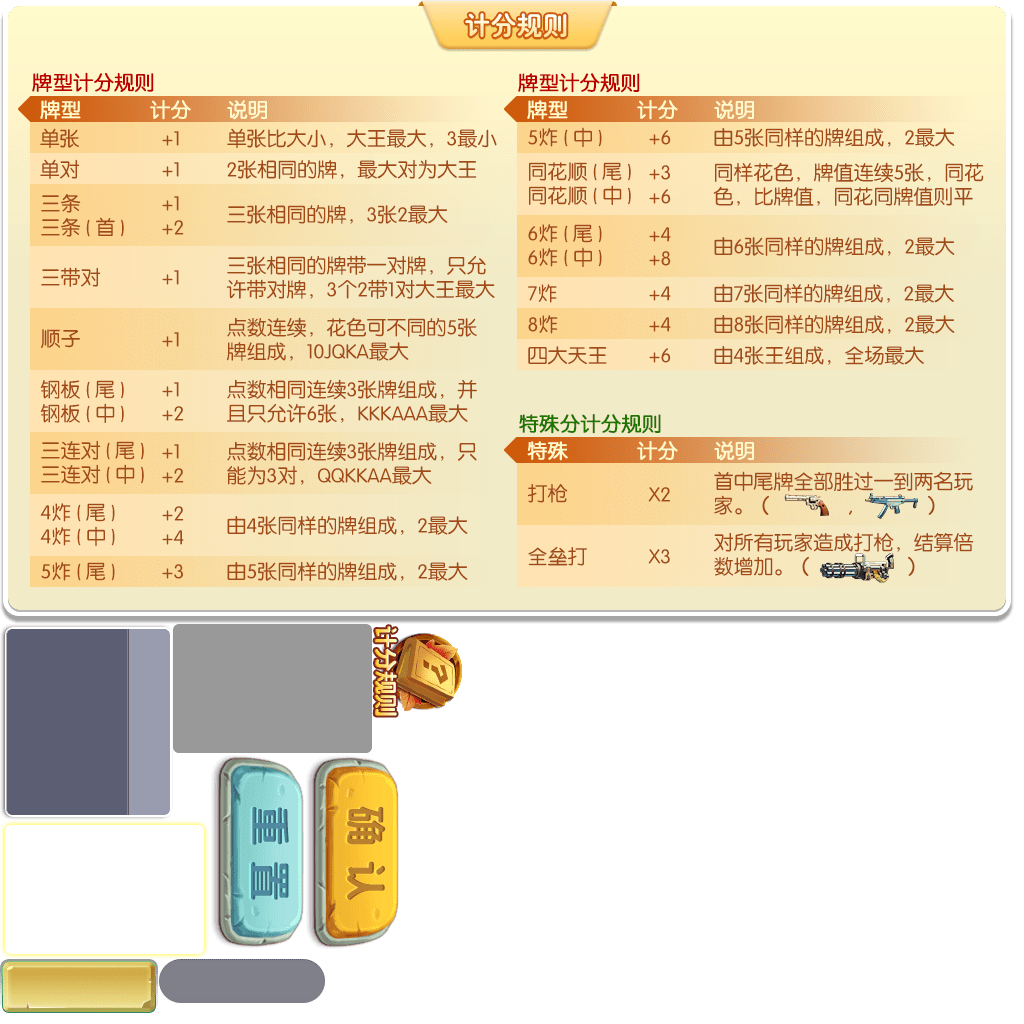 计分规则
牌型计分规则
牌型 计分 说明
单张 +1 单张比大小，大王最大，3最小
单对 +1 2张相同的牌，最大对为大王
三条 +1
三条(首) +2
三张相同的牌，3张2最大
三带对 +1
三张相同的牌带一对牌，只允
许带对牌，3个2带1对大王最大
顺子 +1
点数连续，花色可不同的5张
牌组成，10JQKA最大
钢板(尾) +1 点数相同连续3张牌组成，并
钢板(中) +2 且只允许6张，KKKAAA最大
三连对(尾) +1 点数相同连续3张牌组成，只
三连对(中) +2 能为3对，QQKKAA最大
4炸(尾) +2
4炸(中) +4
由4张同样的牌组成，2最大
5炸(尾) +3 由5张同样的牌组成，2最大
牌型计分规则
牌型 计分 说明
5炸(中) +6 由5张同样的牌组成，2最大
同花顺(尾) +3 同样花色，牌值连续5张，同花
同花顺(中) +6 色，比牌值，同花同牌值则平
6炸(尾) +4
6炸(中) +8
由6张同样的牌组成，2最大
7炸 +4 由7张同样的牌组成，2最大
8炸 +4 由8张同样的牌组成，2最大
四大天王 +6 由4张王组成，全场最大
特殊分计分规则
特殊 计分 说明
打枪 X2
首中尾牌全部胜过一到两名玩
家。( , )
全垒打 X3
对所有玩家造成打枪，结算倍
数增加。( )
计分规则
重置
确认